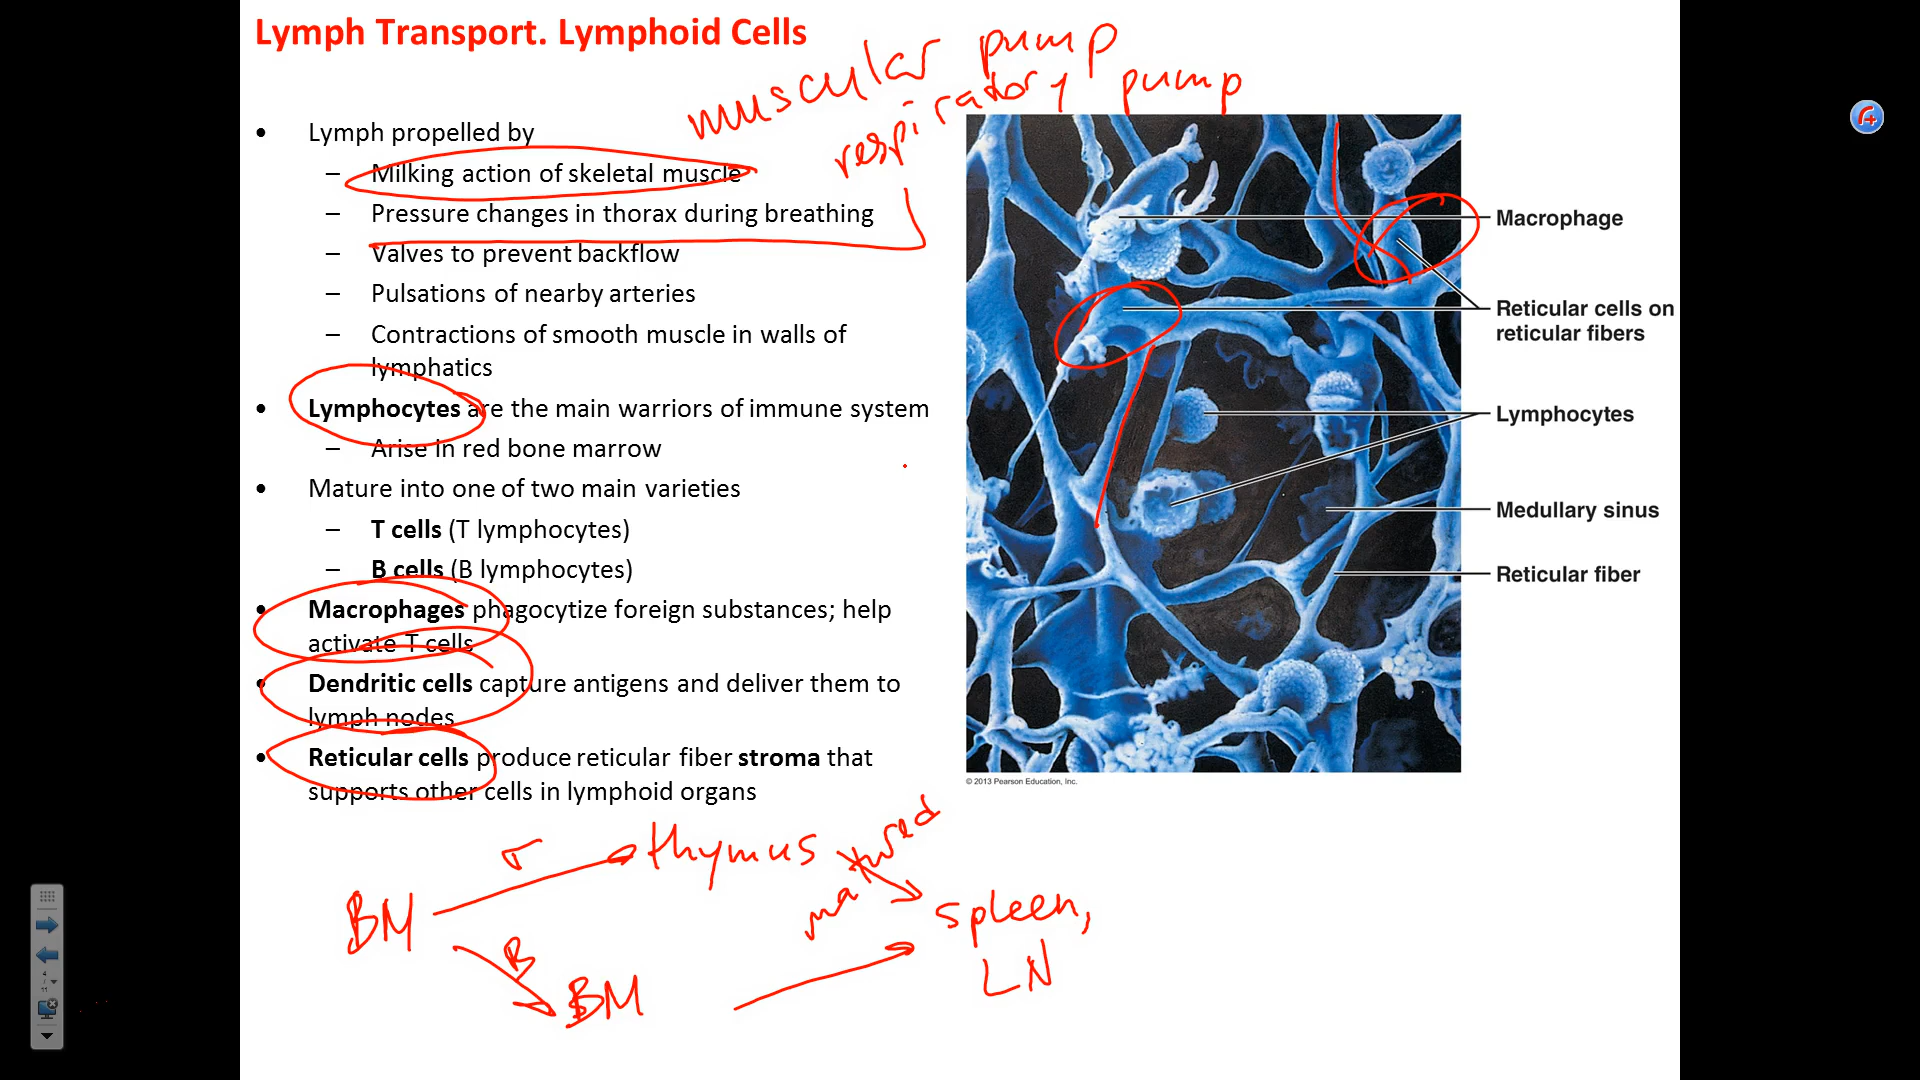 Lymph Transport. Lymphoid Cells
muscular pump
respiratory pump
• Lymph propelled by
– Milking action of skeletal muscle
– Pressure changes in thorax during breathing
– Valves to prevent backflow
– Pulsations of nearby arteries
– Contractions of smooth muscle in walls of
lymphatics
• Lymphocytes are the main warriors of immune system
– Arise in red bone marrow
• Mature into one of two main varieties
– T cells (T lymphocytes)
– B cells (B lymphocytes)
• Macrophages phagocytize foreign substances; help
activate T cells
• Dendritic cells capture antigens and deliver them to
lymph nodes
• Reticular cells produce reticular fiber stroma that
supports other cells in lymphoid organs
Macrophage
Reticular cells on
reticular fibers
Lymphocytes
Medullary sinus
Reticular fiber
© 2013 Pearson Education, Inc.
T
thymus
matured
BM
B
BM
spleen,
LN
4
/
11